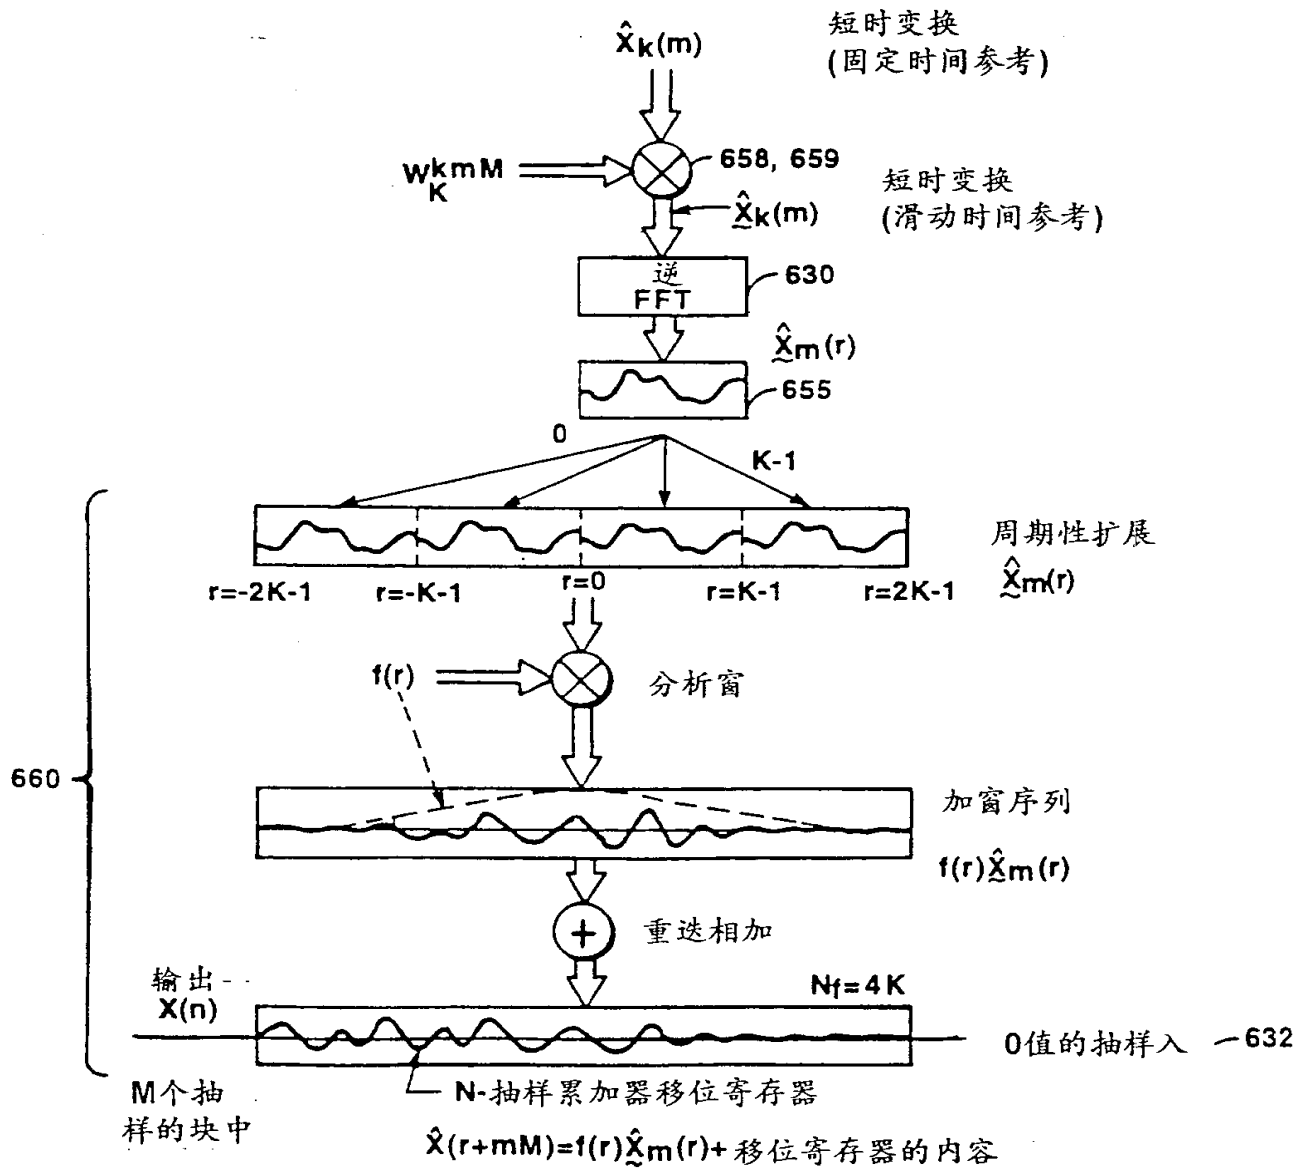 短时变换
(固定时间参考)
X̂k(m)
W_K^kmM
658, 659
短时变换
(滑动时间参考)
X̰̂k(m)
逆
FFT
630
X̰̂m(r)
655
0
K-1
周期性扩展
X̰̂m(r)
r=-2K-1
r=-K-1
r=0
r=K-1
r=2K-1
f(r)
分析窗
660
加窗序列
f(r)X̰̂m(r)
重迭相加
输出
X(n)
Nf=4K
0值的抽样入
632
M个抽
样的块中
N-抽样累加器移位寄存器
X̂(r+mM)=f(r)X̰̂m(r)+移位寄存器的内容